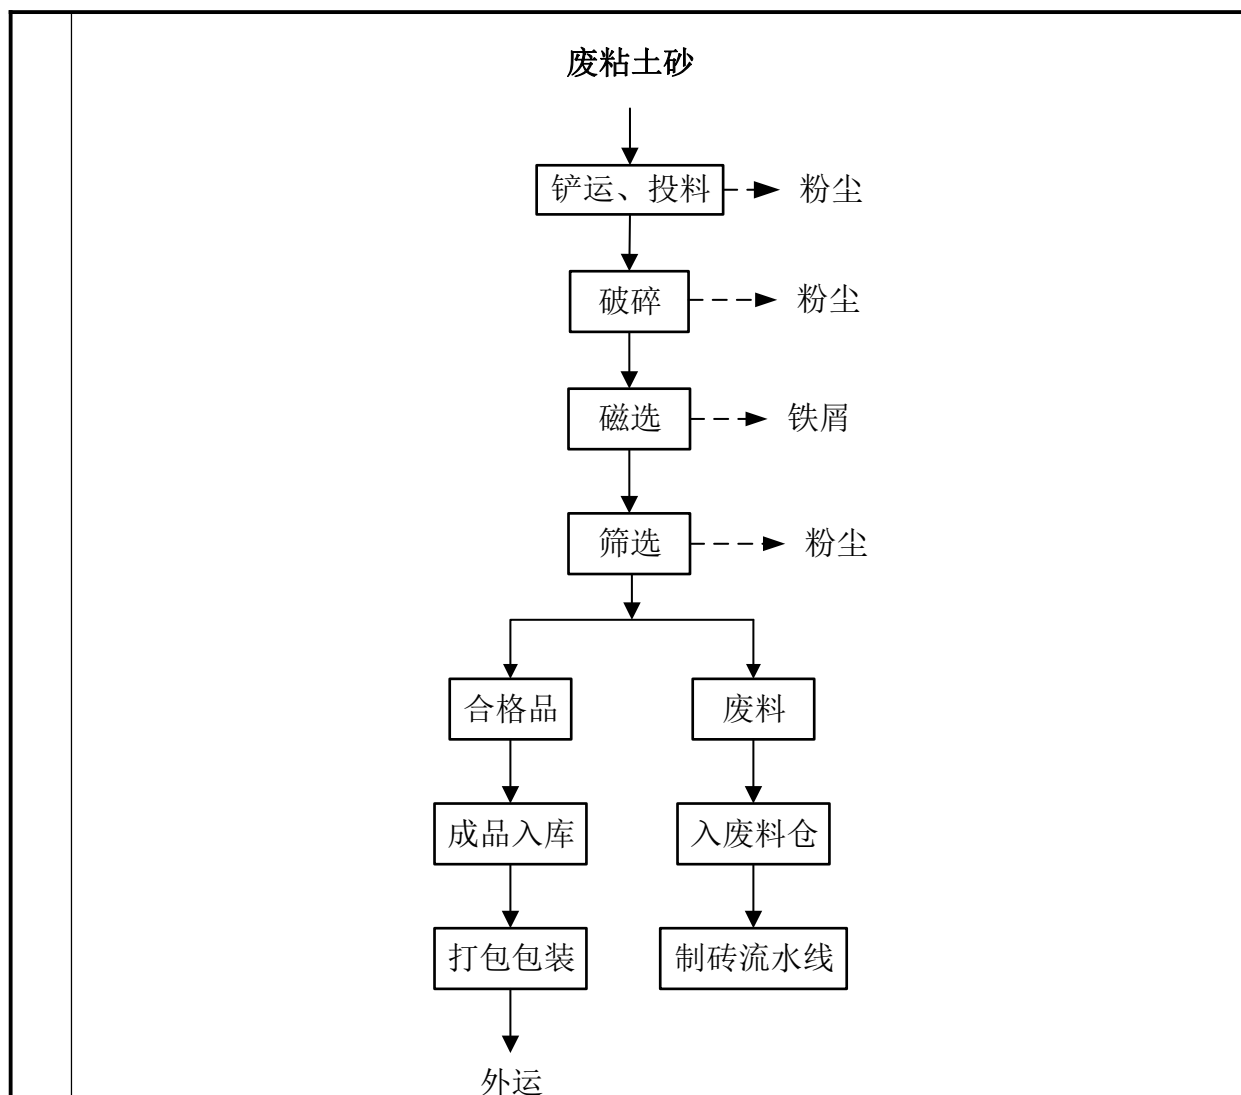 废粘土砂
铲运、投料
粉尘
破碎
粉尘
磁选
铁屑
筛选
粉尘
合格品
废料
成品入库
入废料仓
打包包装
制砖流水线
外运